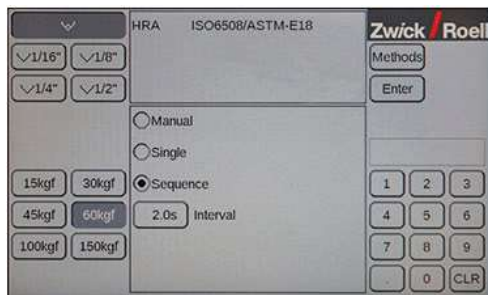 HRA ISO6508/ASTM-E18
Zwick / Roell
1/16" 1/8"
1/4" 1/2"
Methods
Enter
Manual
Single
Sequence
2.0s Interval
15kgf 30kgf
45kgf 60kgf
100kgf 150kgf
1 2 3
4 5 6
7 8 9
. 0 CLR